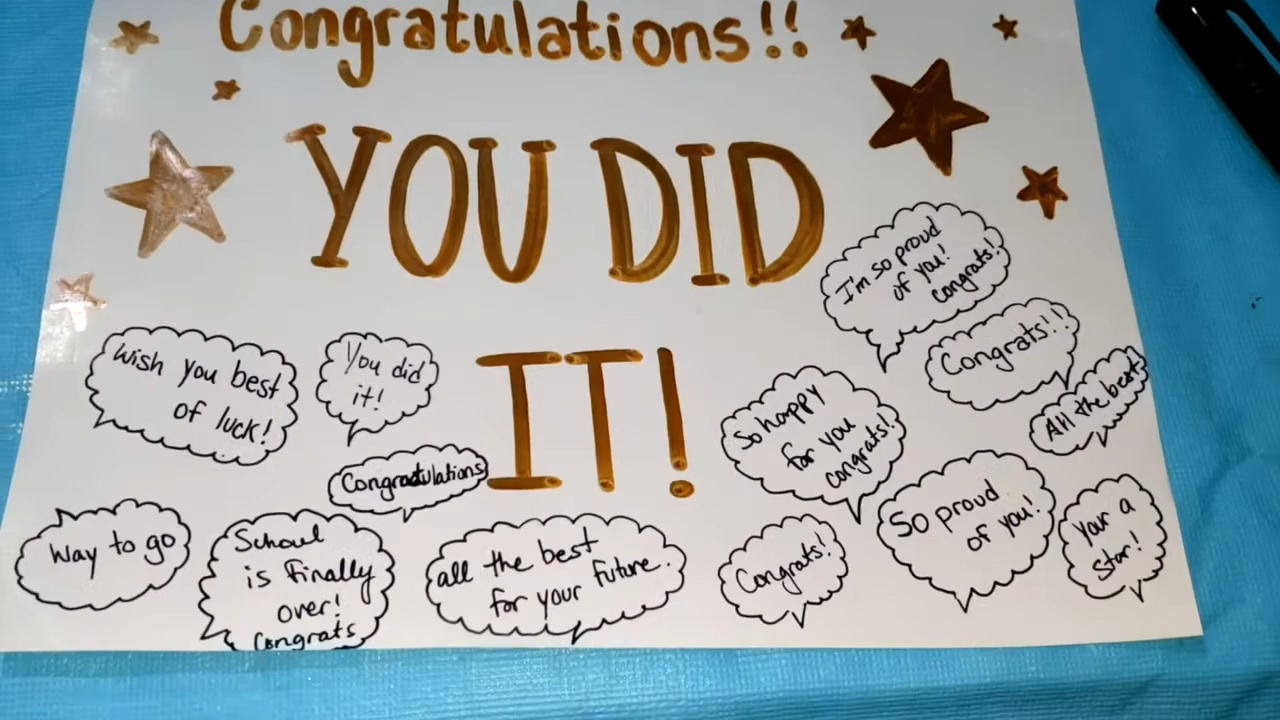 Congratulations!!
YOU DID
IT!
I'm so proud
of you!
congrats!
Congrats!!
All the best
Wish you best
of luck!
You did
it!
Congradulations
So happy
for you
congrats!
So proud
of you!
Your a
star!
Way to go
School
is Finally
over!
Congrats
all the best
for your future.
Congrats!